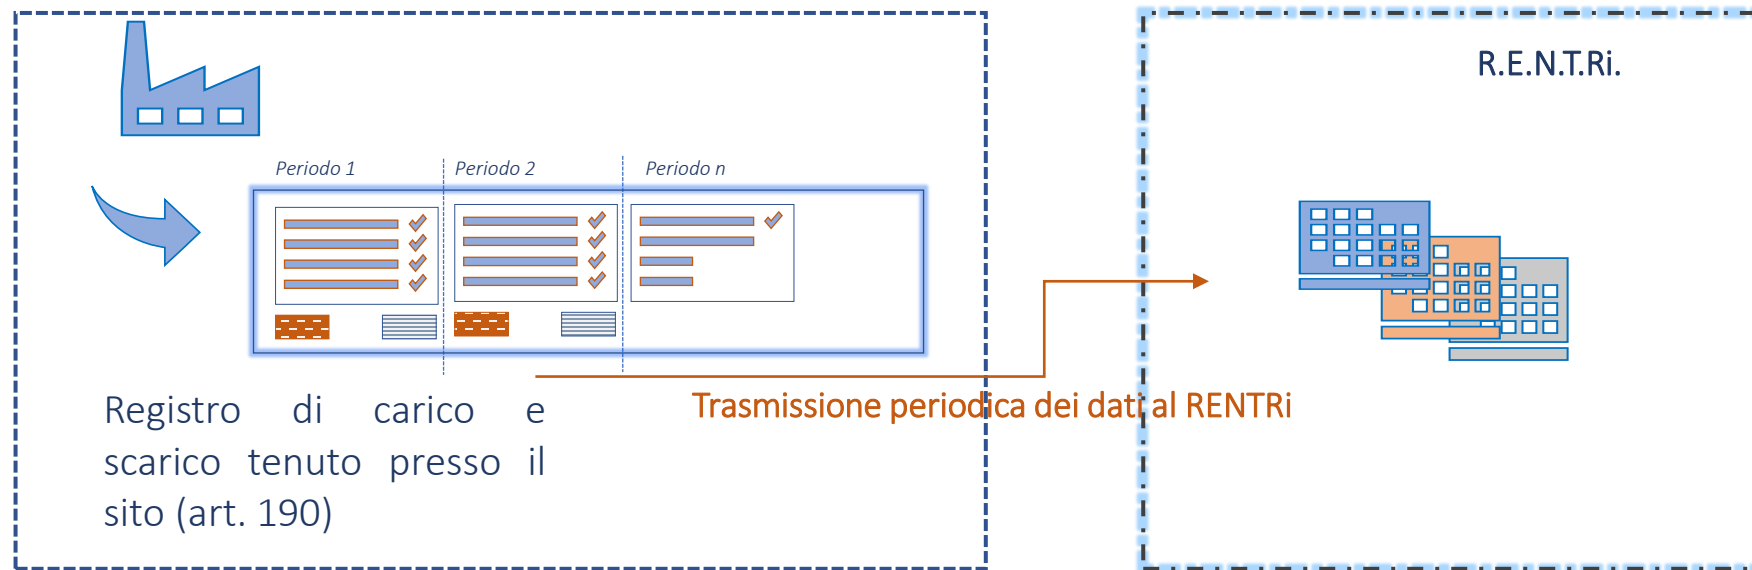 R.E.N.T.Ri.
Periodo 1
Periodo 2
Periodo n
Trasmissione periodica dei dati al RENTRi
Registro di carico e
scarico tenuto presso il
sito (art. 190)